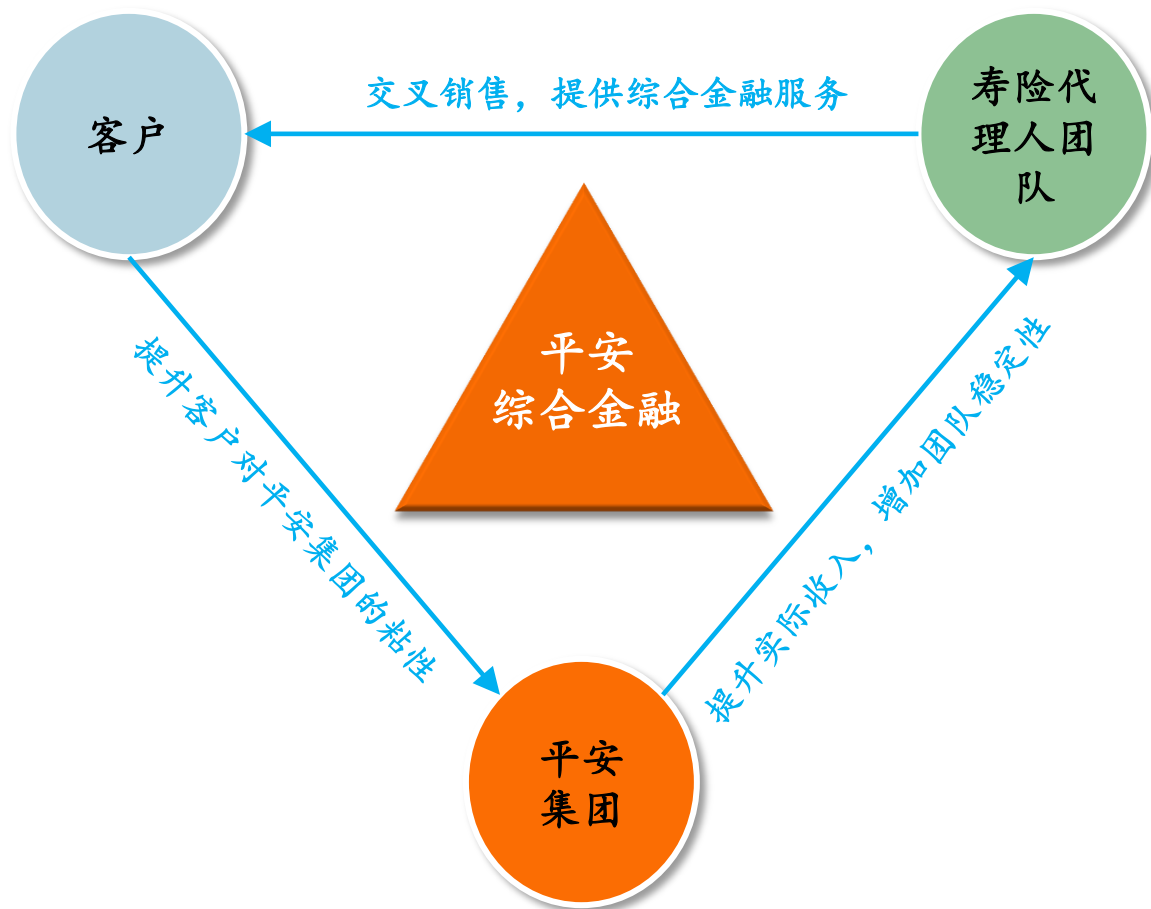 交叉销售，提供综合金融服务
客户
寿险代
理人团
队
平安
综合金融
提升客户对平安集团的粘性
提升实际收入，增加团队稳定性
平安
集团